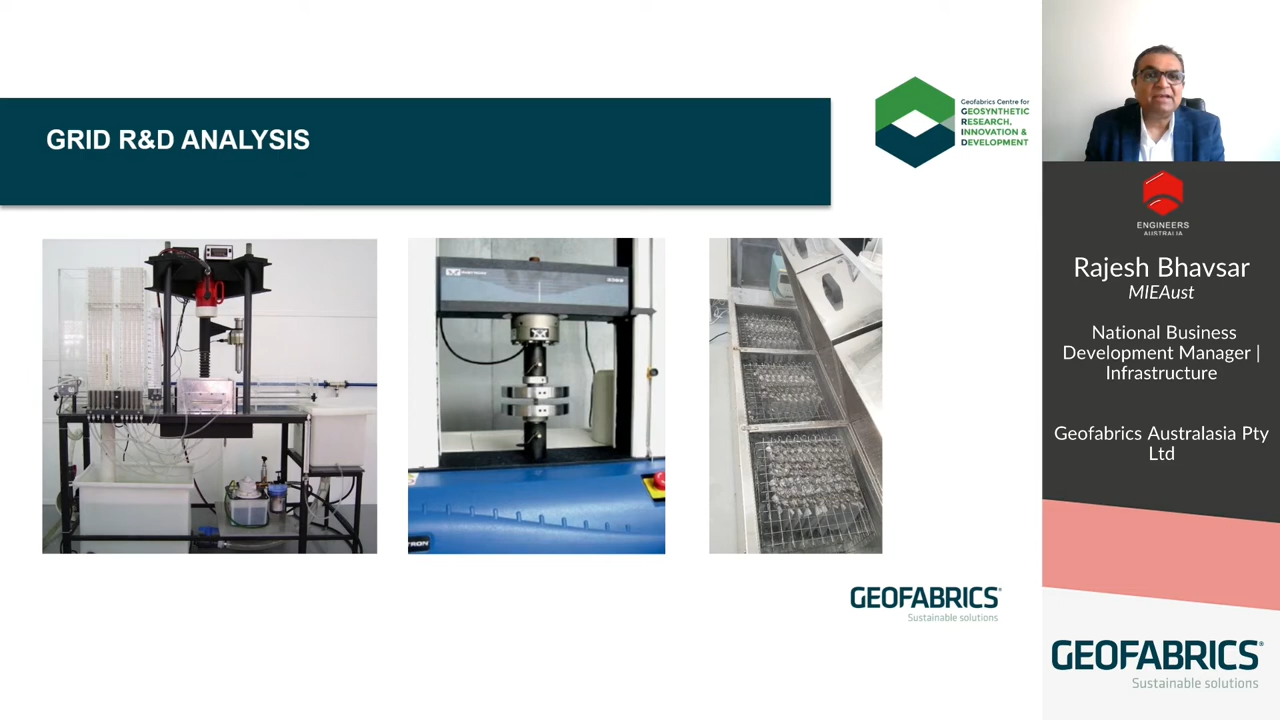 GRID R&D ANALYSIS
Geofabrics Centre for
GEOSYNTHETIC
RESEARCH,
INNOVATION &
DEVELOPMENT
GEOFABRICS®
Sustainable solutions
ENGINEERS
AUSTRALIA
Rajesh Bhavsar
MIEAust
National Business
Development Manager |
Infrastructure
Geofabrics Australasia Pty
Ltd
GEOFABRICS®
Sustainable solutions